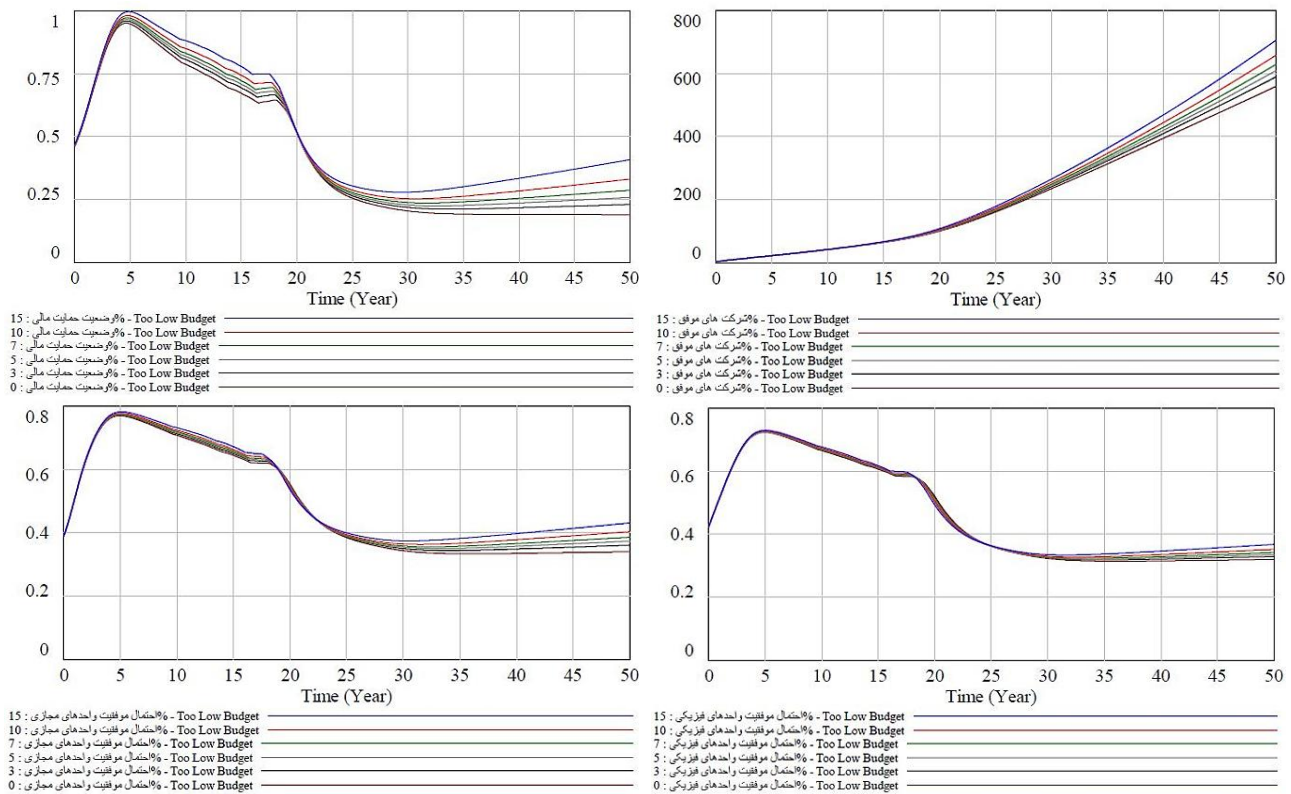 1
0.75
0.5
0.25
0
0 5 10 15 20 25 30 35 40 45 50
Time (Year)
وضعیت حمایت مالی : 15% - Too Low Budget
وضعیت حمایت مالی : 10% - Too Low Budget
وضعیت حمایت مالی : 7% - Too Low Budget
وضعیت حمایت مالی : 5% - Too Low Budget
وضعیت حمایت مالی : 3% - Too Low Budget
وضعیت حمایت مالی : 0% - Too Low Budget
800
600
400
200
0
0 5 10 15 20 25 30 35 40 45 50
Time (Year)
شرکت های موفق : 15% - Too Low Budget
شرکت های موفق : 10% - Too Low Budget
شرکت های موفق : 7% - Too Low Budget
شرکت های موفق : 5% - Too Low Budget
شرکت های موفق : 3% - Too Low Budget
شرکت های موفق : 0% - Too Low Budget
0.8
0.6
0.4
0.2
0
0 5 10 15 20 25 30 35 40 45 50
Time (Year)
احتمال موفقیت واحدهای مجازی : 15% - Too Low Budget
احتمال موفقیت واحدهای مجازی : 10% - Too Low Budget
احتمال موفقیت واحدهای مجازی : 7% - Too Low Budget
احتمال موفقیت واحدهای مجازی : 5% - Too Low Budget
احتمال موفقیت واحدهای مجازی : 3% - Too Low Budget
احتمال موفقیت واحدهای مجازی : 0% - Too Low Budget
0.8
0.6
0.4
0.2
0
0 5 10 15 20 25 30 35 40 45 50
Time (Year)
احتمال موفقیت واحدهای فیزیکی : 15% - Too Low Budget
احتمال موفقیت واحدهای فیزیکی : 10% - Too Low Budget
احتمال موفقیت واحدهای فیزیکی : 7% - Too Low Budget
احتمال موفقیت واحدهای فیزیکی : 5% - Too Low Budget
احتمال موفقیت واحدهای فیزیکی : 3% - Too Low Budget
احتمال موفقیت واحدهای فیزیکی : 0% - Too Low Budget